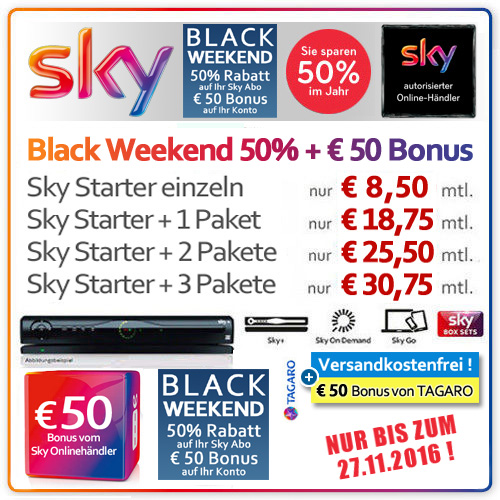 sky
BLACK
WEEKEND
50% Rabatt
auf Ihr Sky Abo
€ 50 Bonus
auf Ihr Konto
Sie sparen
50%
im Jahr
sky
autorisierter
Online-Händler
Black Weekend 50% + € 50 Bonus
Sky Starter einzeln nur € 8,50 mtl.
Sky Starter + 1 Paket nur € 18,75 mtl.
Sky Starter + 2 Pakete nur € 25,50 mtl.
Sky Starter + 3 Pakete nur € 30,75 mtl.
Abbildungsbeispiel
Sky+
Sky On Demand
Sky Go
sky
BOX SETS
€50
Bonus vom
Sky Onlinehändler
BLACK
WEEKEND
50% Rabatt
auf Ihr Sky Abo
€ 50 Bonus
auf Ihr Konto
TAGARO
Versandkostenfrei !
+
€ 50 Bonus von TAGARO
NUR BIS ZUM
27.11.2016 !